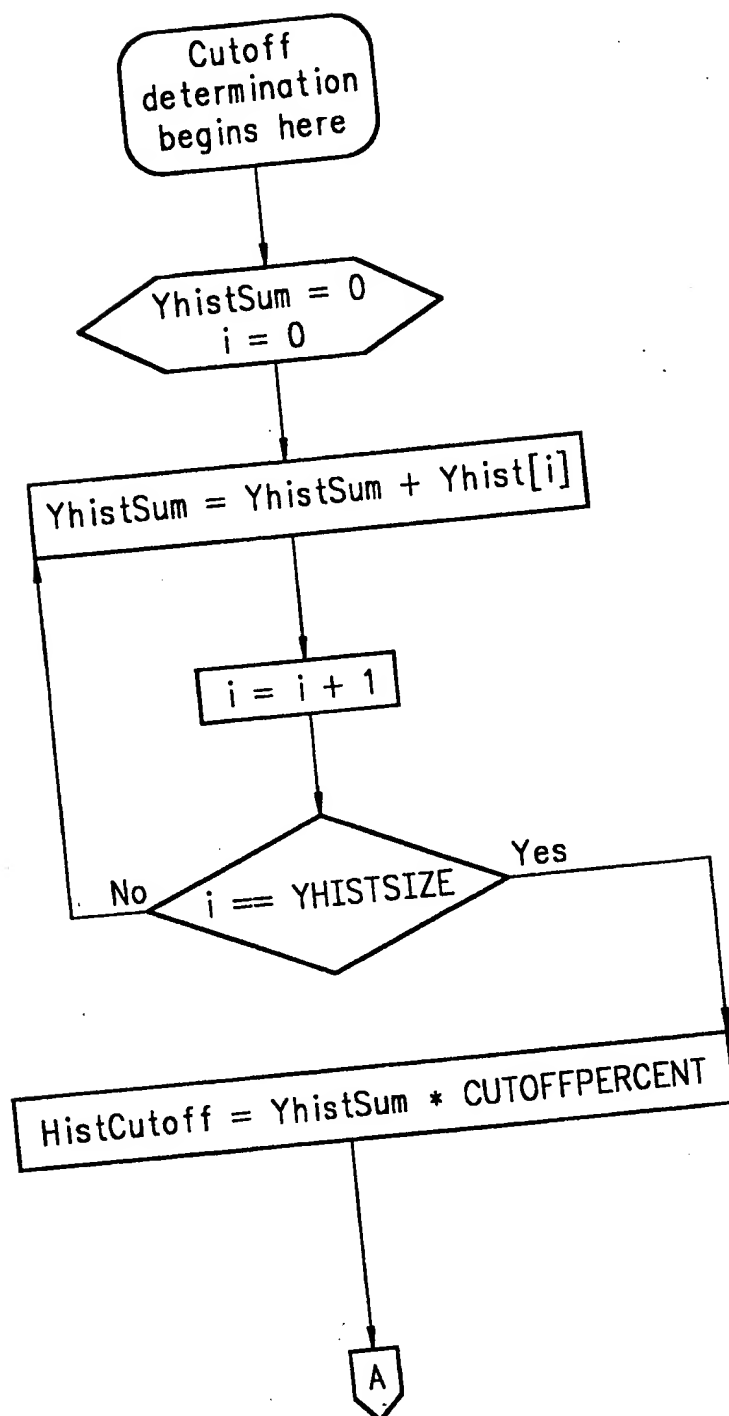 Cutoff
determination
begins here
YhistSum = 0
i = 0
YhistSum = YhistSum + Yhist[i]
i = i + 1
i == YHISTSIZE
No
Yes
HistCutoff = YhistSum * CUTOFFPERCENT
A